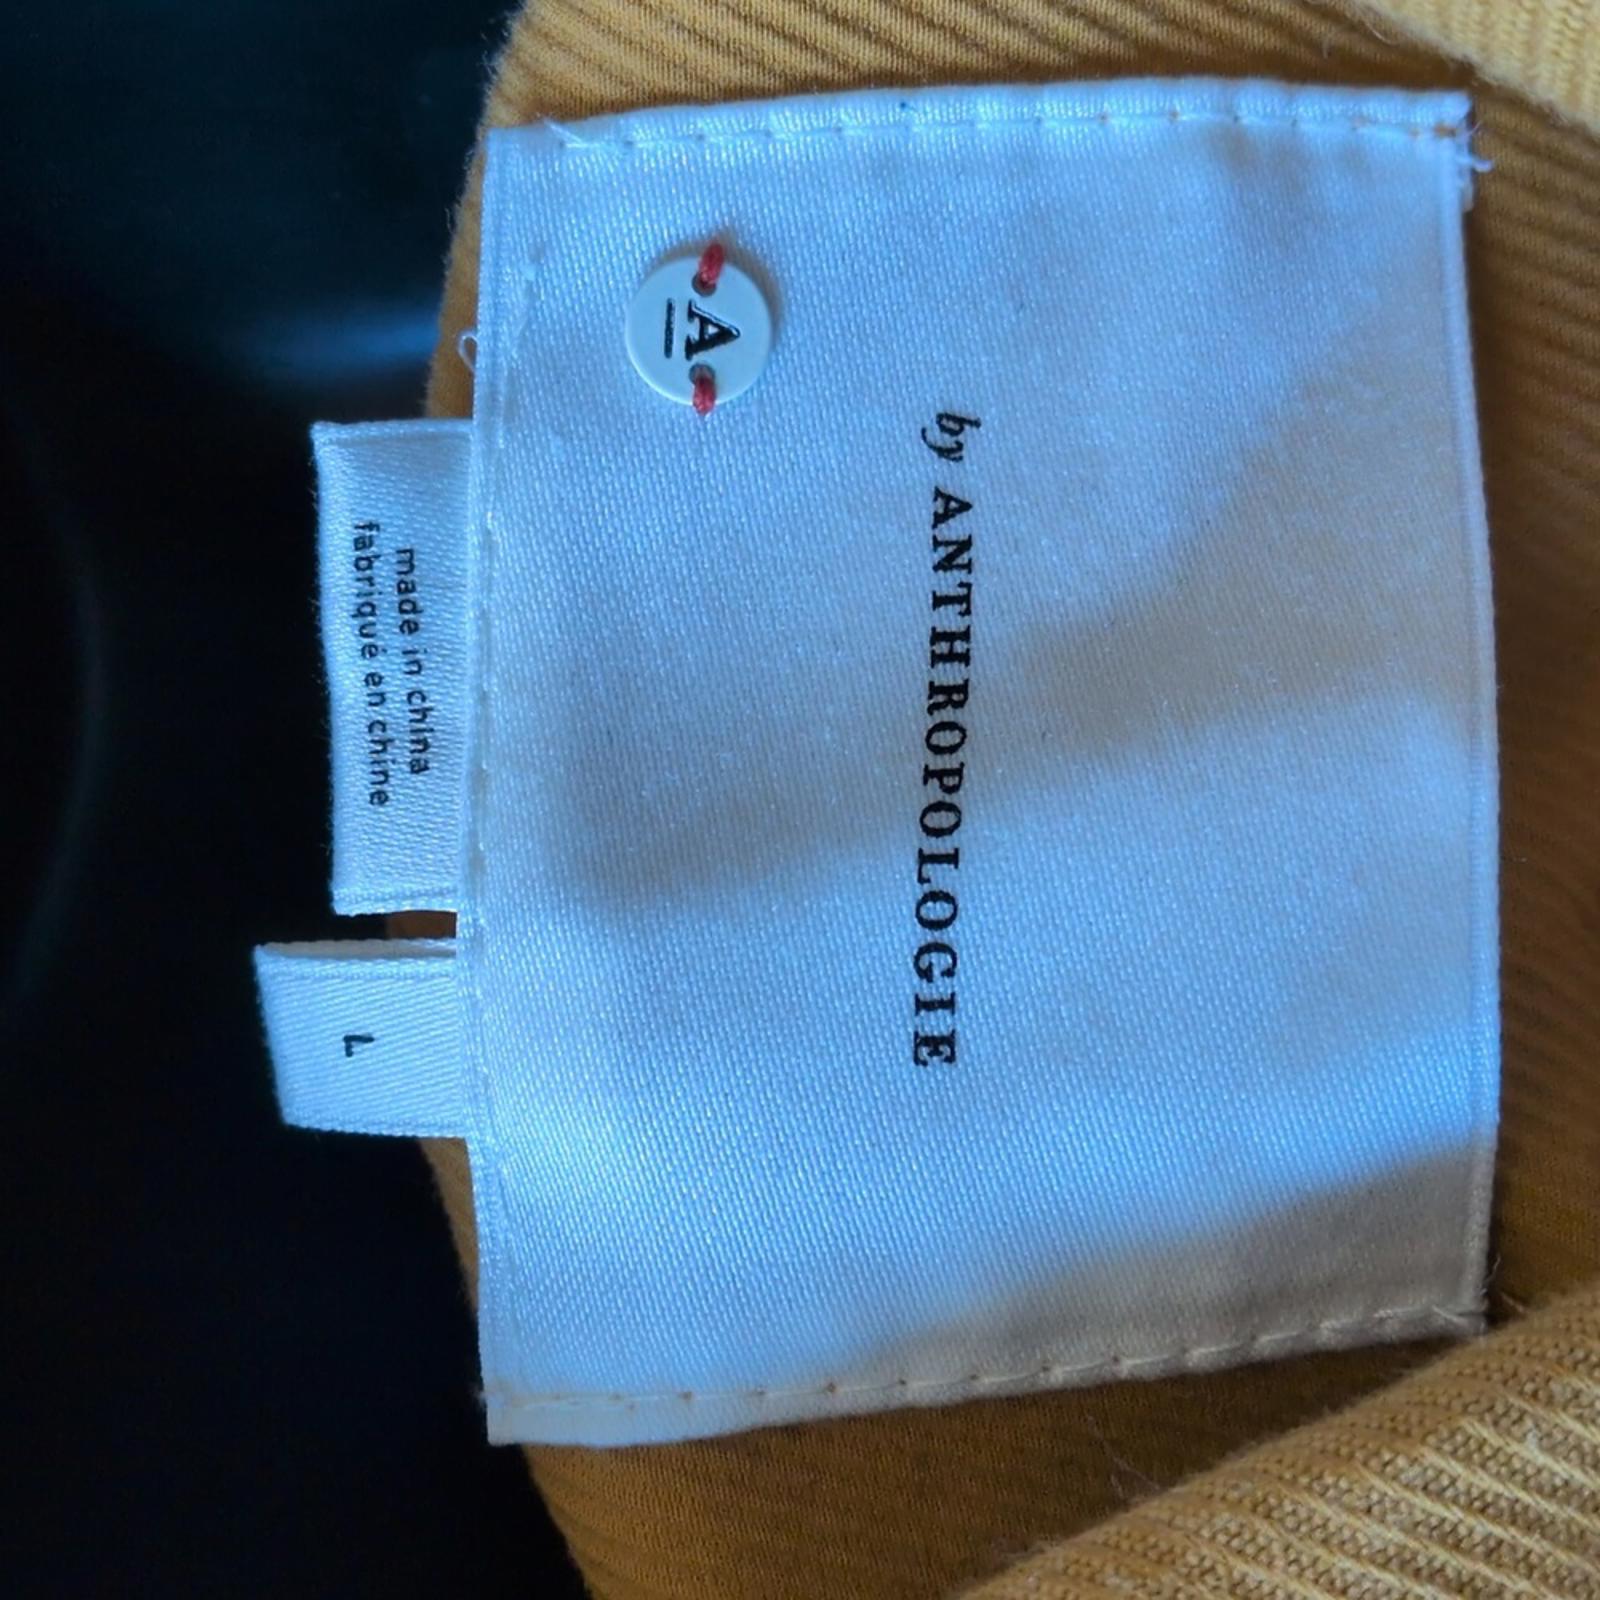 A
by ANTHROPOLOGIE
made in china
fabriqué en chine
L